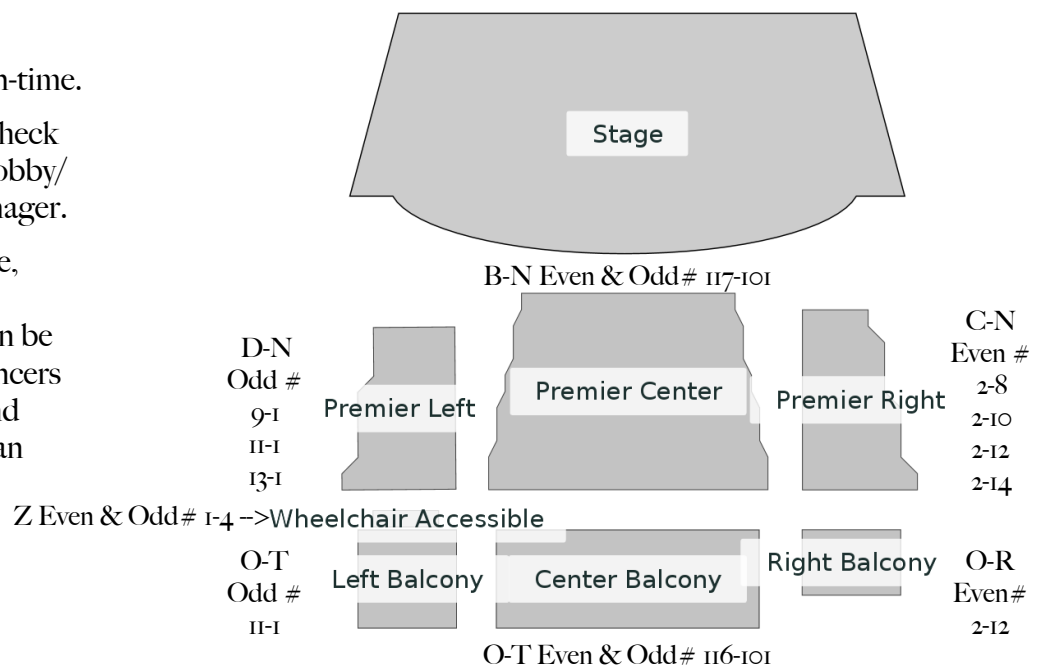 n-time.
heck
obby/
nager.
e,
n be
ncers
nd
an
Stage
B-N Even & Odd# 117-101
D-N
Odd #
9-1
11-1
13-1
Premier Left
Premier Center
Premier Right
C-N
Even #
2-8
2-10
2-12
2-14
Z Even & Odd# 1-4 -->Wheelchair Accessible
O-T
Odd #
11-1
Left Balcony
Center Balcony
Right Balcony
O-R
Even#
2-12
O-T Even & Odd# 116-101